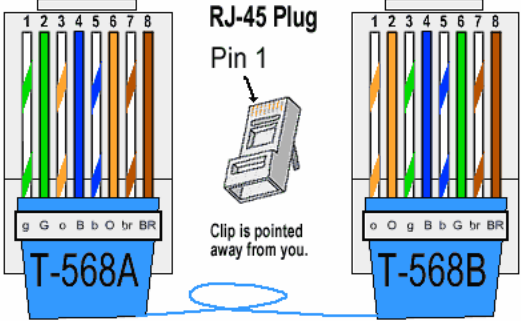 1 2 3 4 5 6 7 8
RJ-45 Plug
Pin 1
1 2 3 4 5 6 7 8
Clip is pointed
away from you.
g G o B b O br BR
T-568A
o O g B b G br BR
T-568B